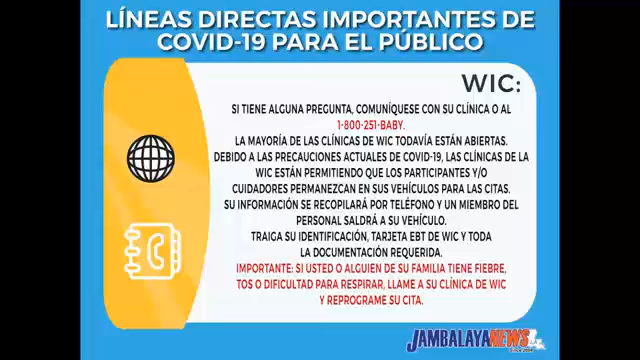 LÍNEAS DIRECTAS IMPORTANTES DE
COVID-19 PARA EL PÚBLICO
WIC:
SI TIENE ALGUNA PREGUNTA, COMUNÍQUESE CON SU CLÍNICA O AL
1-800-251-BABY.
LA MAYORÍA DE LAS CLÍNICAS DE WIC TODAVÍA ESTÁN ABIERTAS.
DEBIDO A LAS PRECAUCIONES ACTUALES DE COVID-19, LAS CLÍNICAS DE LA
WIC ESTÁN PERMITIENDO QUE LOS PARTICIPANTES Y/O
CUIDADORES PERMANEZCAN EN SUS VEHÍCULOS PARA LAS CITAS.
SU INFORMACIÓN SE RECOPILARÁ POR TELÉFONO Y UN MIEMBRO DEL
PERSONAL SALDRÁ A SU VEHÍCULO.
TRAIGA SU IDENTIFICACIÓN, TARJETA EBT DE WIC Y TODA
LA DOCUMENTACIÓN REQUERIDA.
IMPORTANTE: SI USTED O ALGUIEN DE SU FAMILIA TIENE FIEBRE,
TOS O DIFICULTAD PARA RESPIRAR, LLAME A SU CLÍNICA DE WIC
Y REPROGRAME SU CITA.
JAMBALAYANEWS